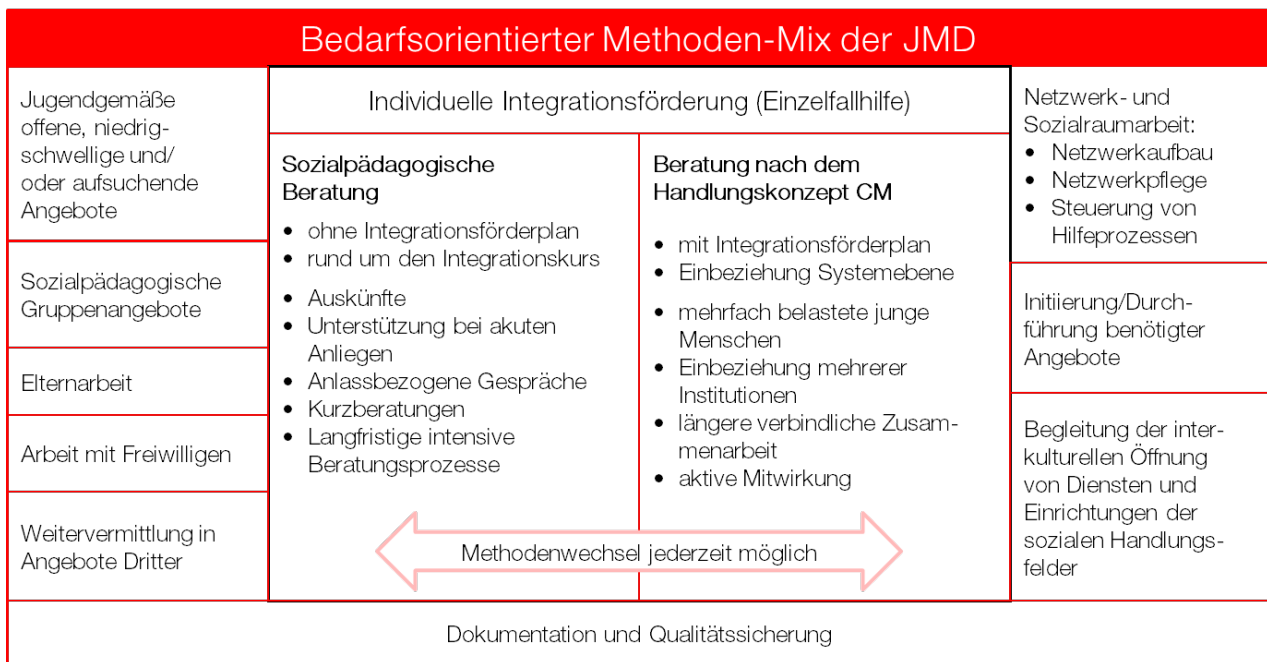 Bedarfsorientierter Methoden-Mix der JMD
Jugendgemäße
offene, niedrig-
schwellige und/
oder aufsuchende
Angebote
Sozialpädagogische
Gruppenangebote
Elternarbeit
Arbeit mit Freiwilligen
Weitervermittlung in
Angebote Dritter
Individuelle Integrationsförderung (Einzelfallhilfe)
Sozialpädagogische
Beratung
• ohne Integrationsförderplan
• rund um den Integrationskurs
• Auskünfte
• Unterstützung bei akuten
Anliegen
• Anlassbezogene Gespräche
• Kurzberatungen
• Langfristige intensive
Beratungsprozesse
Beratung nach dem
Handlungskonzept CM
• mit Integrationsförderplan
• Einbeziehung Systemebene
• mehrfach belastete junge
Menschen
• Einbeziehung mehrerer
Institutionen
• längere verbindliche Zusam-
menarbeit
• aktive Mitwirkung
Methodenwechsel jederzeit möglich
Netzwerk- und
Sozialraumarbeit:
• Netzwerkaufbau
• Netzwerkpflege
• Steuerung von
Hilfeprozessen
Initiierung/Durch-
führung benötigter
Angebote
Begleitung der inter-
kulturellen Öffnung
von Diensten und
Einrichtungen der
sozialen Handlungs-
felder
Dokumentation und Qualitätssicherung